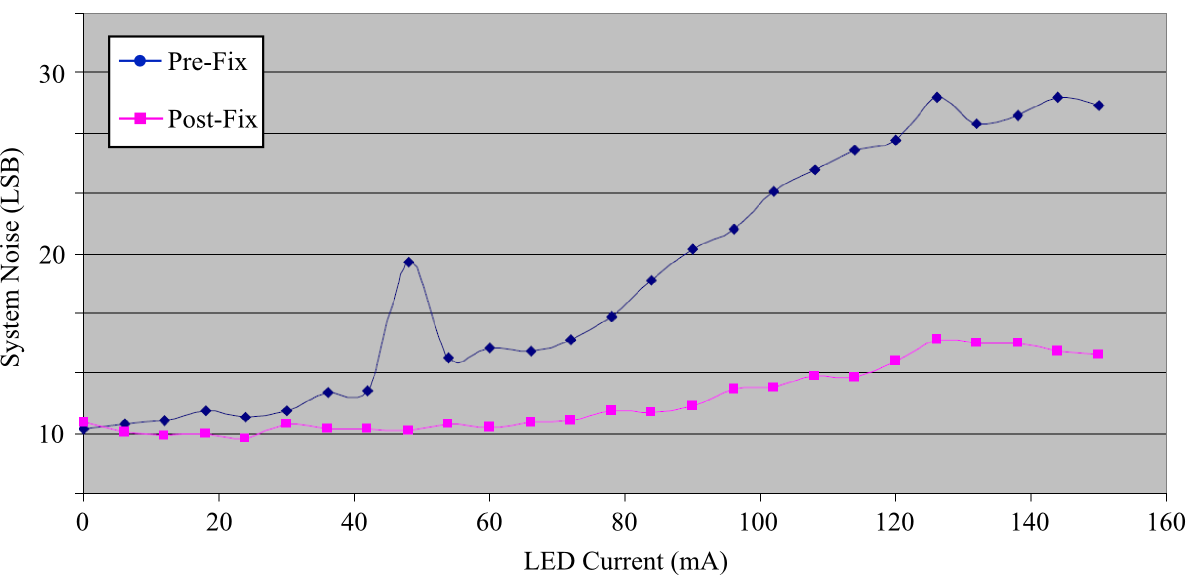 Pre-Fix
Post-Fix
30
20
10
System Noise (LSB)
0 20 40 60 80 100 120 140 160
LED Current (mA)